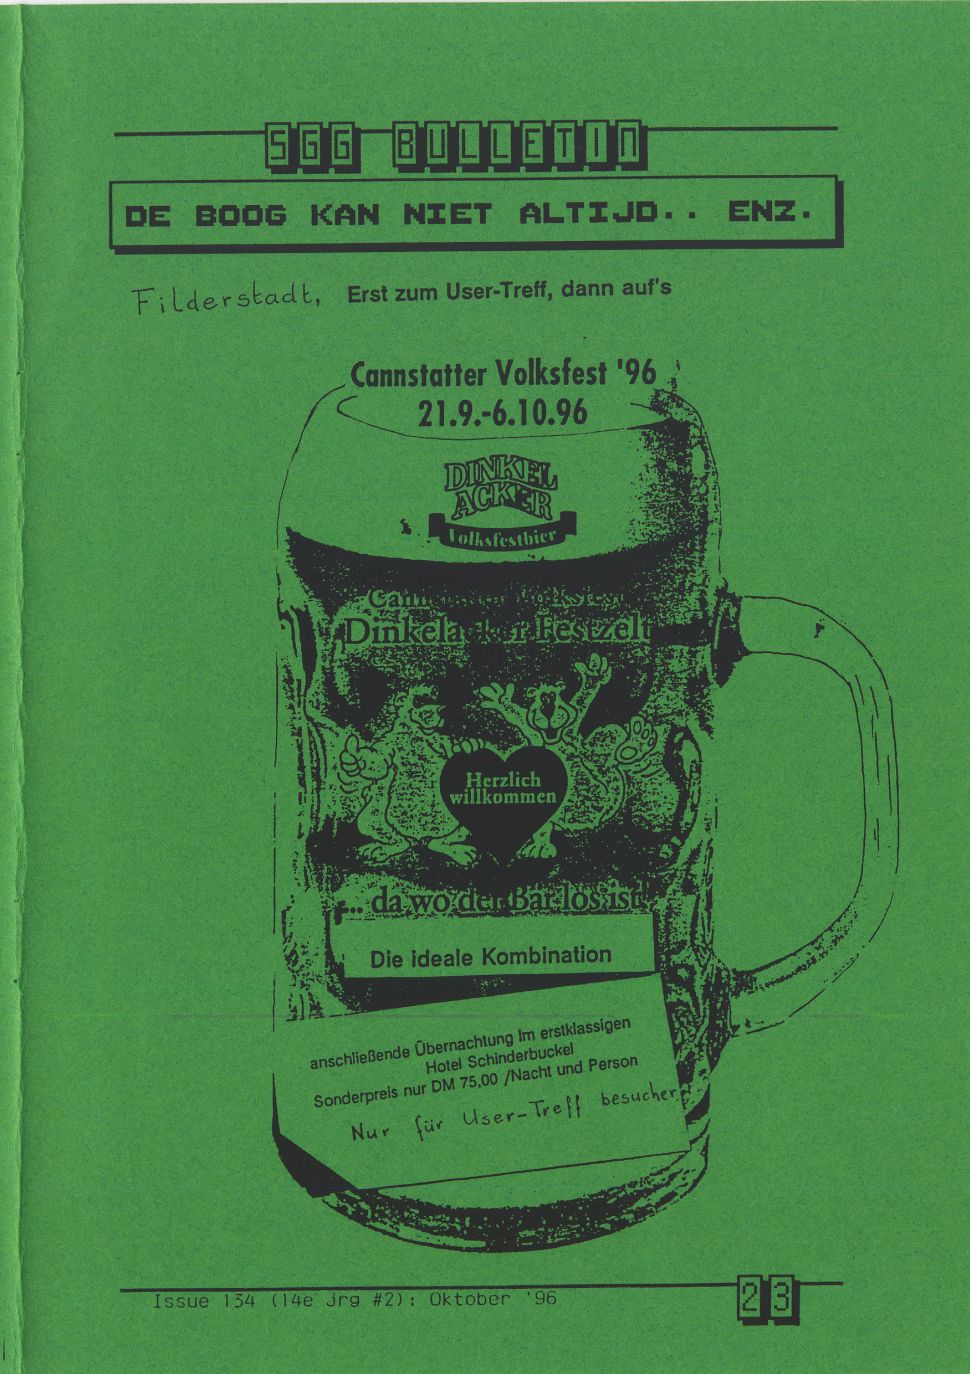 SGG BULLETIN
DE BOOG KAN NIET ALTIJD.. ENZ.
Filderstadt, Erst zum User-Treff, dann auf's
Cannstatter Volksfest '96
21.9.-6.10.96
DINKEL
ACKER
Volksfestbier
Cannstatter Volksfest
Dinkelacker Festzelt
Herzlich
willkommen
... da wo der Bär los ist!
Die ideale Kombination
anschließende Übernachtung Im erstklassigen
Hotel Schinderbuckel
Sonderpreis nur DM 75,00 /Nacht und Person
Nur für User-Treff besucher
Issue 134 (14e Jrg #2): Oktober '96
23